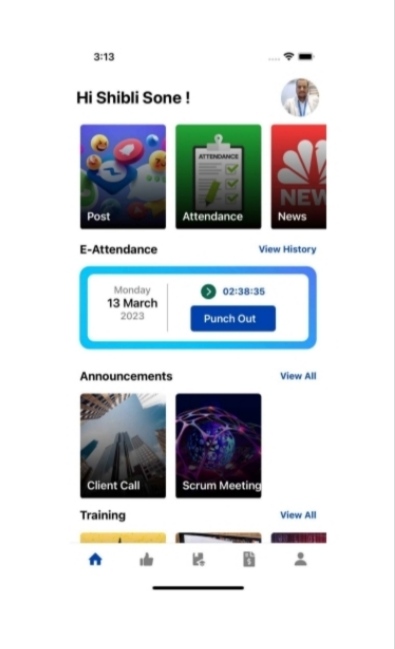 3:13
Hi Shibli Sone !
ATTENDANCE
NEW
Post
Attendance
News
E-Attendance
View History
Monday
13 March
2023
02:38:35
Punch Out
Announcements
View All
Client Call
Scrum Meeting
Training
View All
$